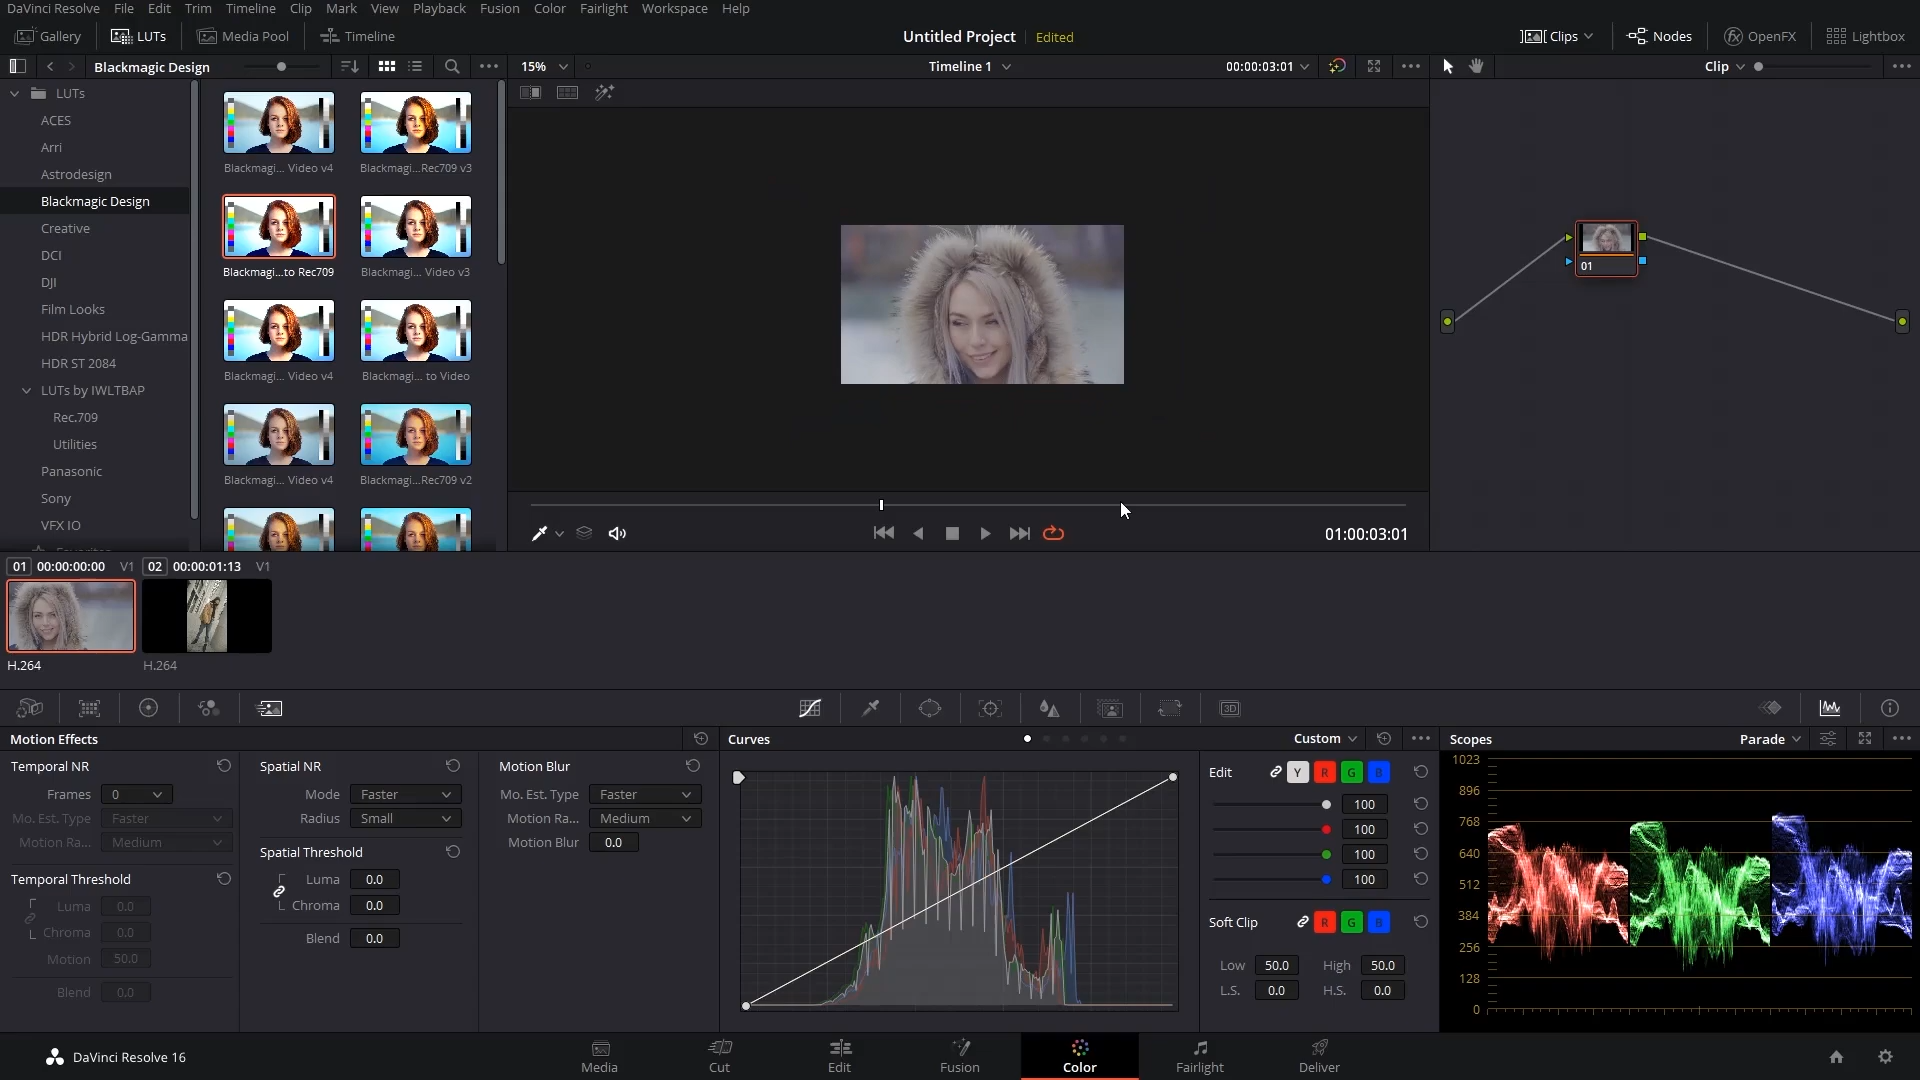 DaVinci Resolve File Edit Trim Timeline Clip Mark View Playback Fusion Color Fairlight Workspace Help
Gallery LUTs Media Pool Timeline Untitled Project Edited Clips Nodes OpenFX Lightbox
Blackmagic Design 15% Timeline 1 00:00:03:01 Clip
LUTs
ACES
Arri
Astrodesign
Blackmagic Design
Creative
DCI
DJI
Film Looks
HDR Hybrid Log-Gamma
HDR ST 2084
LUTs by IWLTBAP
Rec.709
Utilities
Panasonic
Sony
VFX IO
Blackmagi... Video v4 Blackmagi...Rec709 v3
Blackmagi...to Rec709 Blackmagi... Video v3
Blackmagi... Video v4 Blackmagi... to Video
Blackmagi... Video v4 Blackmagi...Rec709 v2
01
01:00:03:01
01 00:00:00:00 V1 02 00:00:01:13 V1
H.264 H.264
3D
Motion Effects
Temporal NR
Frames 0
Mo. Est. Type Faster
Motion Ra... Medium
Temporal Threshold
Luma 0.0
Chroma 0.0
Motion 50.0
Blend 0.0
Spatial NR
Mode Faster
Radius Small
Spatial Threshold
Luma 0.0
Chroma 0.0
Blend 0.0
Motion Blur
Mo. Est. Type Faster
Motion Ra... Medium
Motion Blur 0.0
Curves Custom
Edit Y R G B
100
100
100
100
Soft Clip R G B
Low 50.0 High 50.0
L.S. 0.0 H.S. 0.0
Scopes Parade
1023
896
768
640
512
384
256
128
0
DaVinci Resolve 16 Media Cut Edit Fusion Color Fairlight Deliver